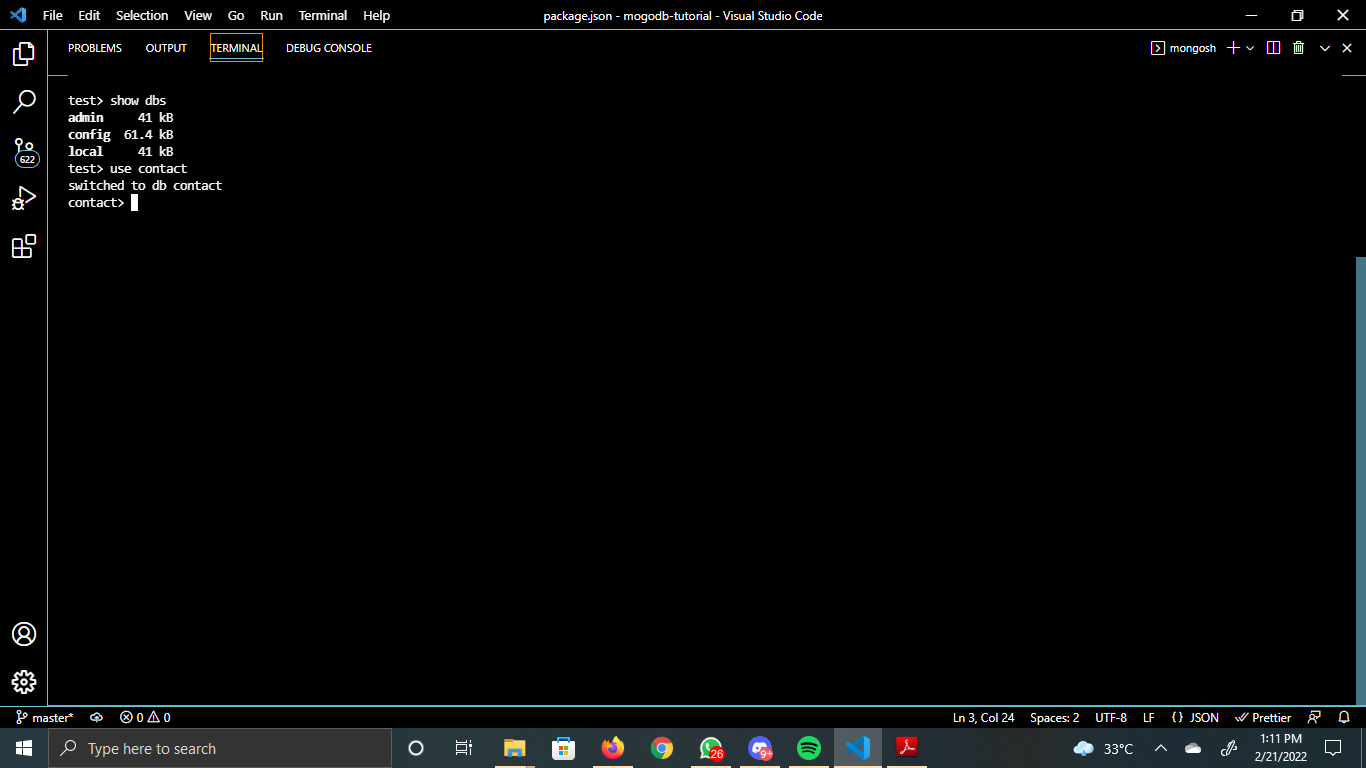 File Edit Selection View Go Run Terminal Help package.json - mogodb-tutorial - Visual Studio Code
PROBLEMS OUTPUT TERMINAL DEBUG CONSOLE mongosh
test> show dbs
admin 41 kB
config 61.4 kB
local 41 kB
test> use contact
switched to db contact
contact>
622
master* 0 0 Ln 3, Col 24 Spaces: 2 UTF-8 LF {} JSON Prettier
Type here to search 26 9+ 33°C 1:11 PM
2/21/2022